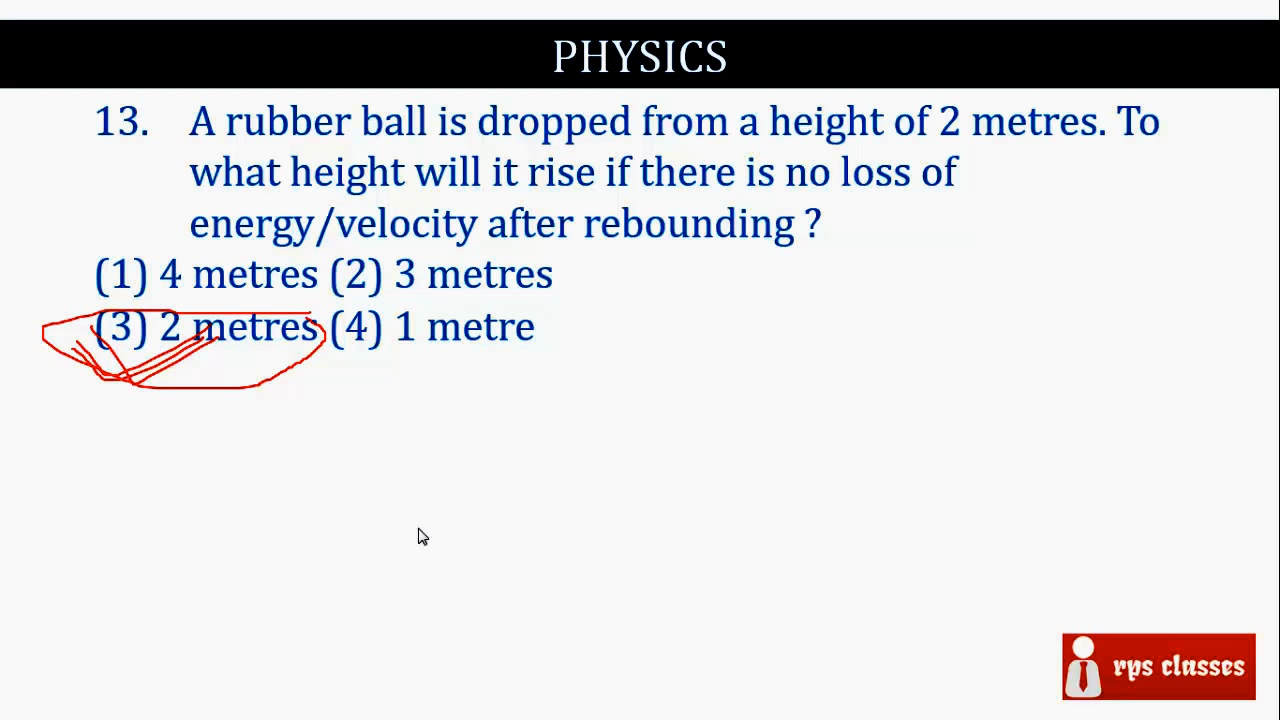 PHYSICS
13. A rubber ball is dropped from a height of 2 metres. To
what height will it rise if there is no loss of
energy/velocity after rebounding ?
(1) 4 metres (2) 3 metres
(3) 2 metres (4) 1 metre
rps classes